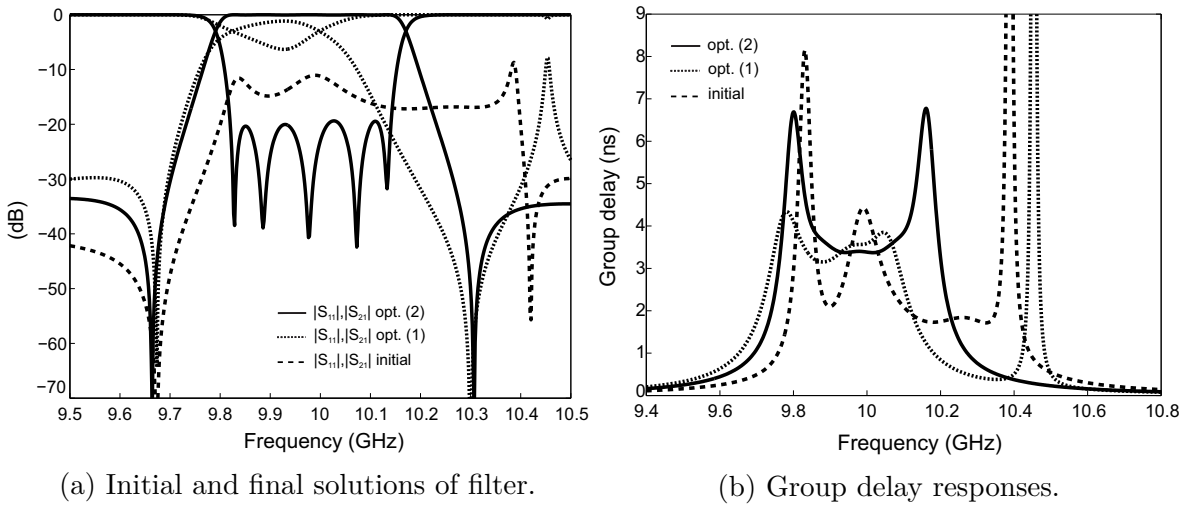 0
−10
−20
−30
−40
−50
−60
−70
(dB)
|S₁₁|,|S₂₁| opt. (2)
|S₁₁|,|S₂₁| opt. (1)
|S₁₁|,|S₂₁| initial
9.5 9.6 9.7 9.8 9.9 10 10.1 10.2 10.3 10.4 10.5
Frequency (GHz)
(a) Initial and final solutions of filter.
9
8
7
6
5
4
3
2
1
0
Group delay (ns)
opt. (2)
opt. (1)
initial
9.4 9.6 9.8 10 10.2 10.4 10.6 10.8
Frequency (GHz)
(b) Group delay responses.